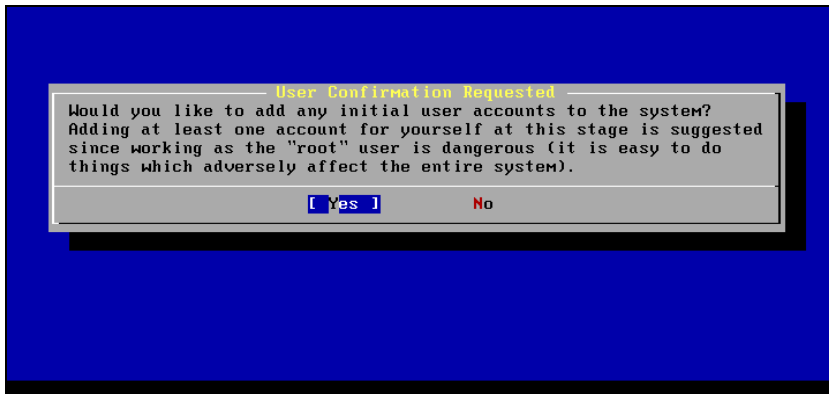 User Confirmation Requested
Would you like to add any initial user accounts to the system?
Adding at least one account for yourself at this stage is suggested
since working as the "root" user is dangerous (it is easy to do
things which adversely affect the entire system).
[ Yes ] No